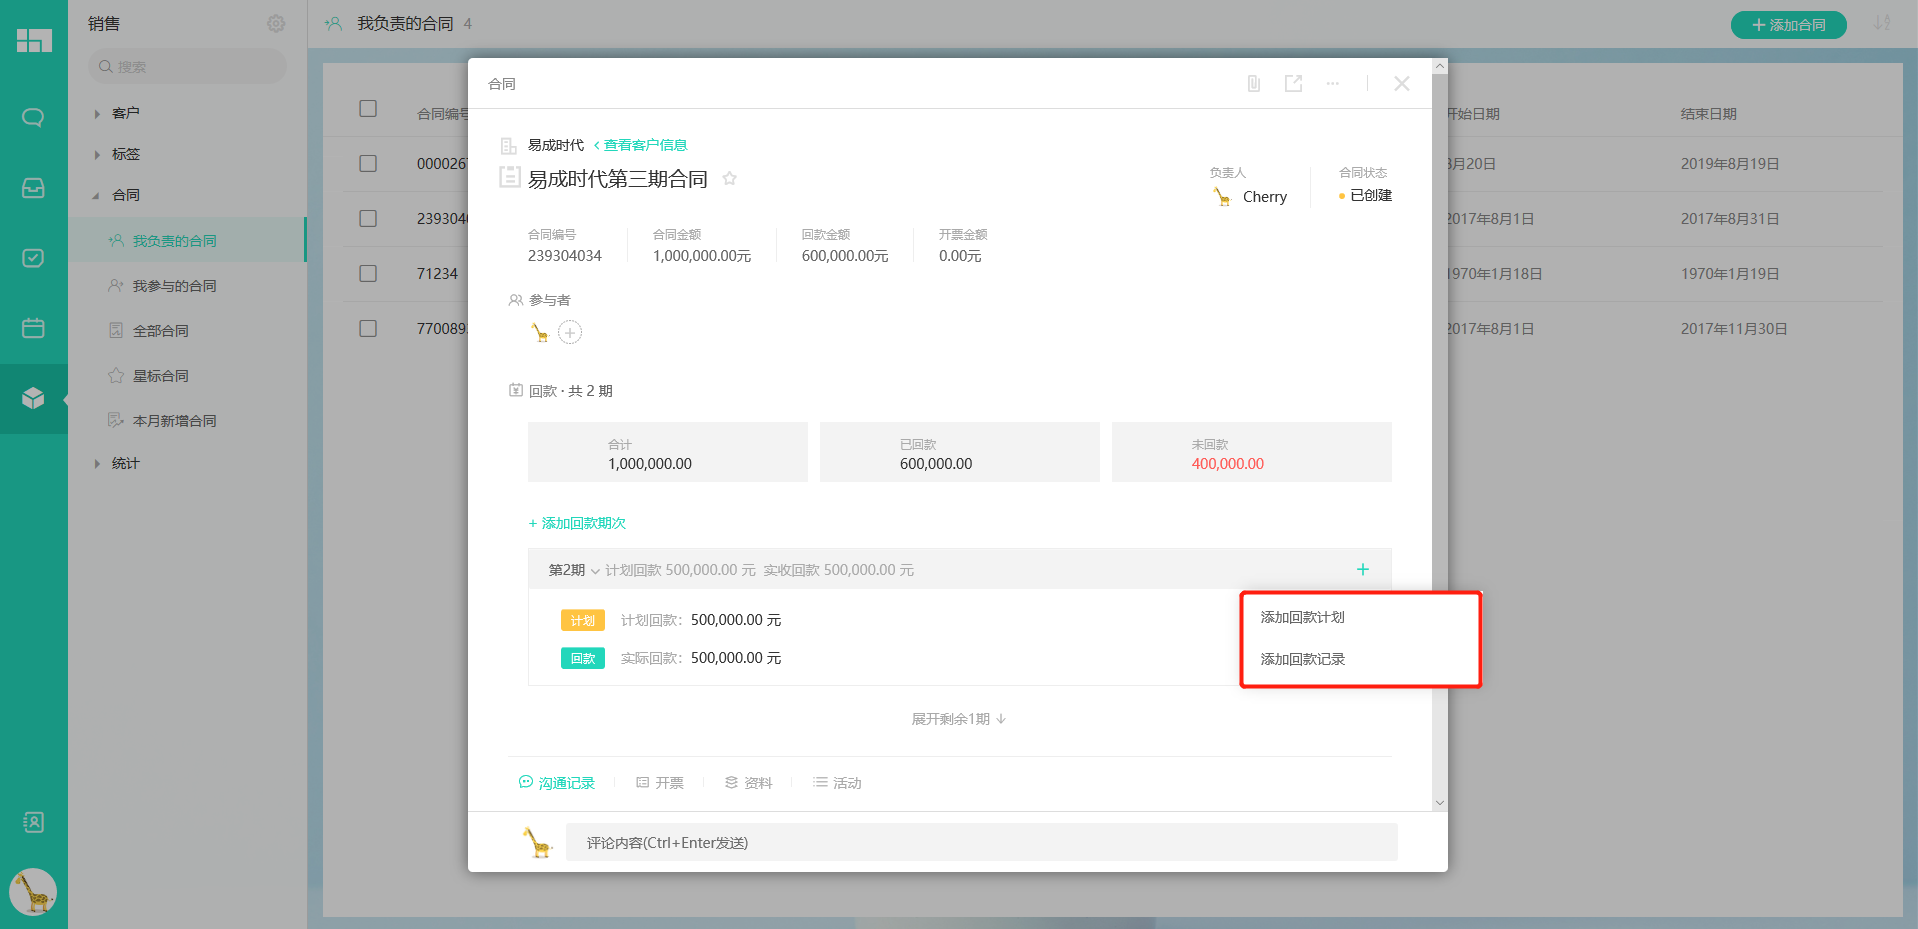 销售
搜索
客户
标签
合同
我负责的合同
我参与的合同
全部合同
星标合同
本月新增合同
统计
我负责的合同 4
+ 添加合同
合同编号
开始日期
结束日期
000026
8月20日
2019年8月19日
239304
2017年8月1日
2017年8月31日
71234
1970年1月18日
1970年1月19日
770089
2017年8月1日
2017年11月30日
合同
易成时代 < 查看客户信息
易成时代第三期合同
负责人
Cherry
合同状态
已创建
合同编号
239304034
合同金额
1,000,000.00元
回款金额
600,000.00元
开票金额
0.00元
参与者
回款 · 共 2 期
合计
1,000,000.00
已回款
600,000.00
未回款
400,000.00
+ 添加回款期次
第2期 计划回款 500,000.00 元 实收回款 500,000.00 元
计划 计划回款: 500,000.00 元
回款 实际回款: 500,000.00 元
添加回款计划
添加回款记录
展开剩余1期
沟通记录
开票
资料
活动
评论内容(Ctrl+Enter发送)